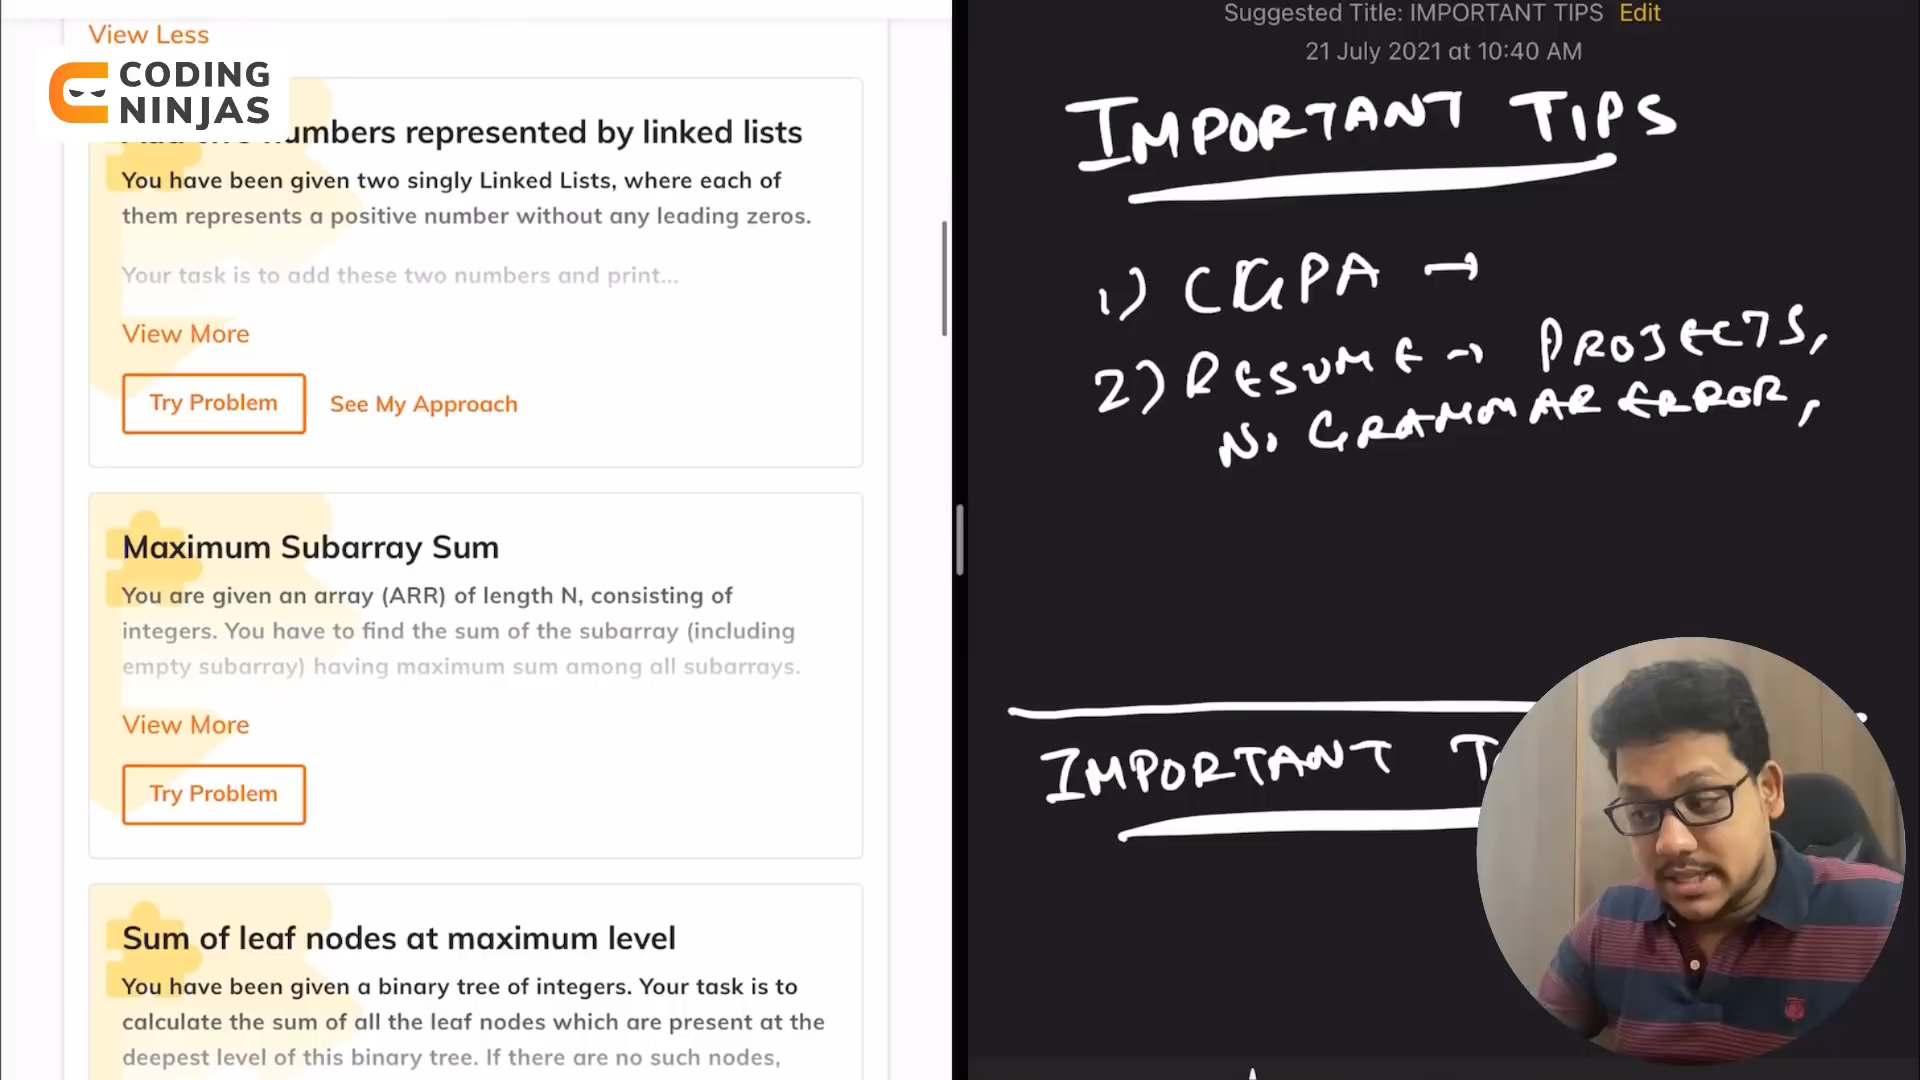 View Less
CODING
NINJAS
numbers represented by linked lists
You have been given two singly Linked Lists, where each of
them represents a positive number without any leading zeros.
Your task is to add these two numbers and print...
View More
Try Problem
See My Approach
Maximum Subarray Sum
You are given an array (ARR) of length N, consisting of
integers. You have to find the sum of the subarray (including
empty subarray) having maximum sum among all subarrays.
View More
Try Problem
Sum of leaf nodes at maximum level
You have been given a binary tree of integers. Your task is to
calculate the sum of all the leaf nodes which are present at the
deepest level of this binary tree. If there are no such nodes,
Suggested Title: IMPORTANT TIPS Edit
21 July 2021 at 10:40 AM
IMPORTANT TIPS
1) CGPA →
2) RESUME → PROJECTS,
NO GRAMMAR ERROR,
IMPORTANT